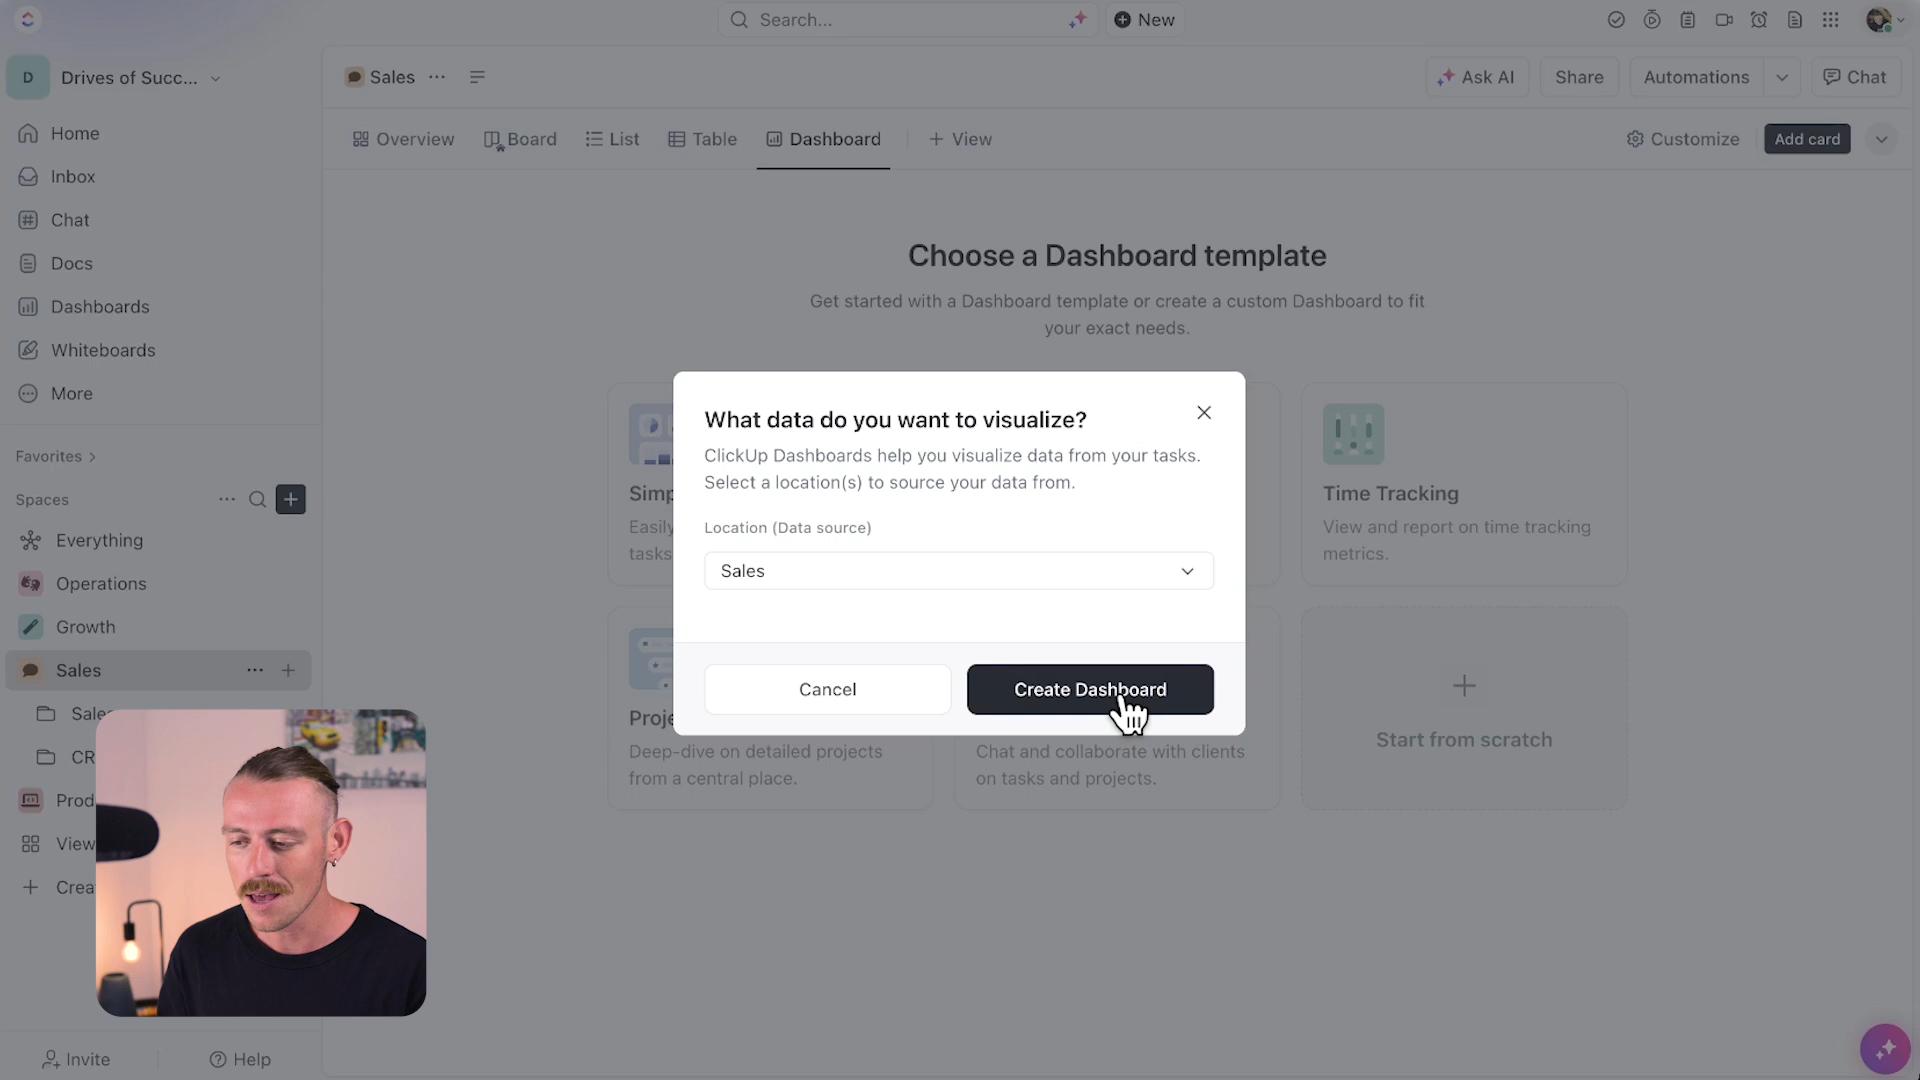 Search...
New
D
Drives of Succ...
Sales
Ask AI
Share
Automations
Chat
Home
Inbox
Chat
Docs
Dashboards
Whiteboards
More
Overview
Board
List
Table
Dashboard
+ View
Customize
Add card
Choose a Dashboard template
Get started with a Dashboard template or create a custom Dashboard to fit
your exact needs.
Favorites
Spaces
Everything
Operations
Growth
Sales
Sales
CR
Prod
View
Crea
Invite
Help
Simp
Easily
tasks
Time Tracking
View and report on time tracking
metrics.
Proje
Deep-dive on detailed projects
from a central place.
Chat and collaborate with clients
on tasks and projects.
Start from scratch
What data do you want to visualize?
ClickUp Dashboards help you visualize data from your tasks.
Select a location(s) to source your data from.
Location (Data source)
Sales
Cancel
Create Dashboard